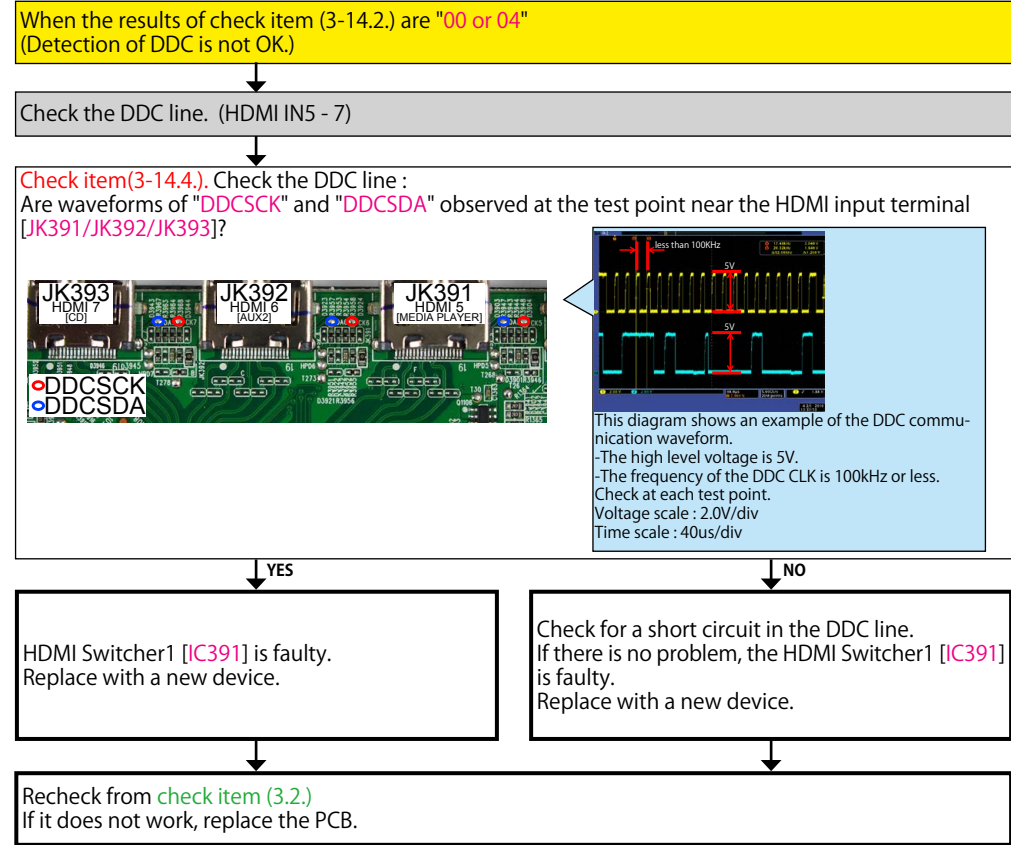 When the results of check item (3-14.2.) are "00 or 04"
(Detection of DDC is not OK.)
Check the DDC line. (HDMI IN5 - 7)
Check item(3-14.4.). Check the DDC line :
Are waveforms of "DDCSCK" and "DDCSDA" observed at the test point near the HDMI input terminal
[JK391/JK392/JK393]?
JK393
HDMI 7
[CD]
JK392
HDMI 6
[AUX2]
JK391
HDMI 5
[MEDIA PLAYER]
DDCSCK
DDCSDA
less than 100KHz
5V
5V
This diagram shows an example of the DDC commu-
nication waveform.
-The high level voltage is 5V.
-The frequency of the DDC CLK is 100kHz or less.
Check at each test point.
Voltage scale : 2.0V/div
Time scale : 40us/div
YES
NO
HDMI Switcher1 [IC391] is faulty.
Replace with a new device.
Check for a short circuit in the DDC line.
If there is no problem, the HDMI Switcher1 [IC391]
is faulty.
Replace with a new device.
Recheck from check item (3.2.)
If it does not work, replace the PCB.